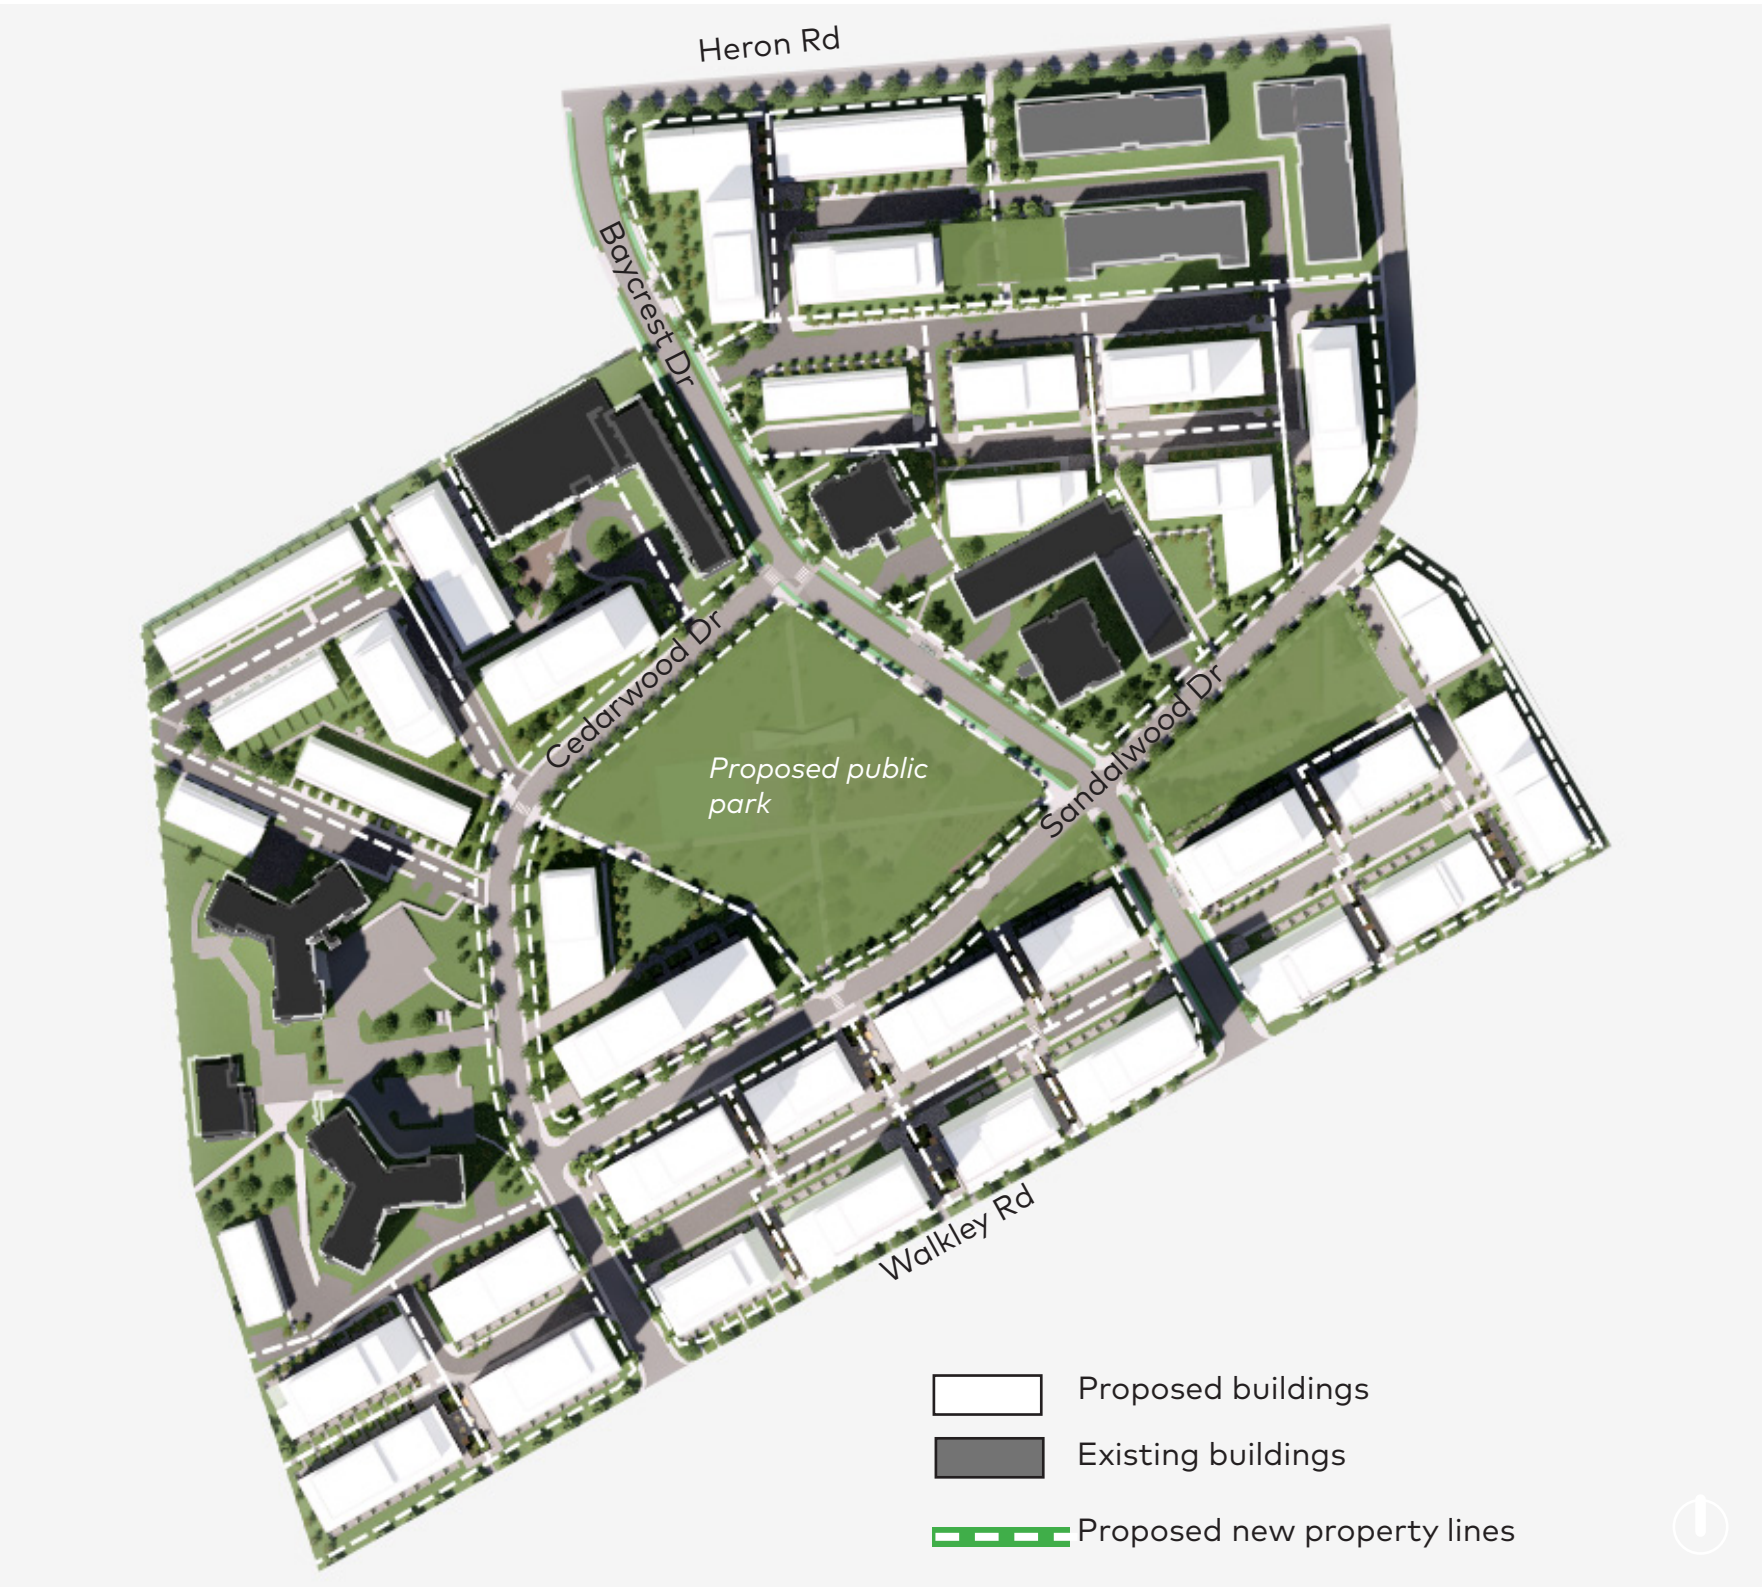 Heron Rd
Baycrest Dr
Cedarwood Dr
Proposed public
park
Sandalwood Dr
Walkley Rd
Proposed buildings
Existing buildings
Proposed new property lines